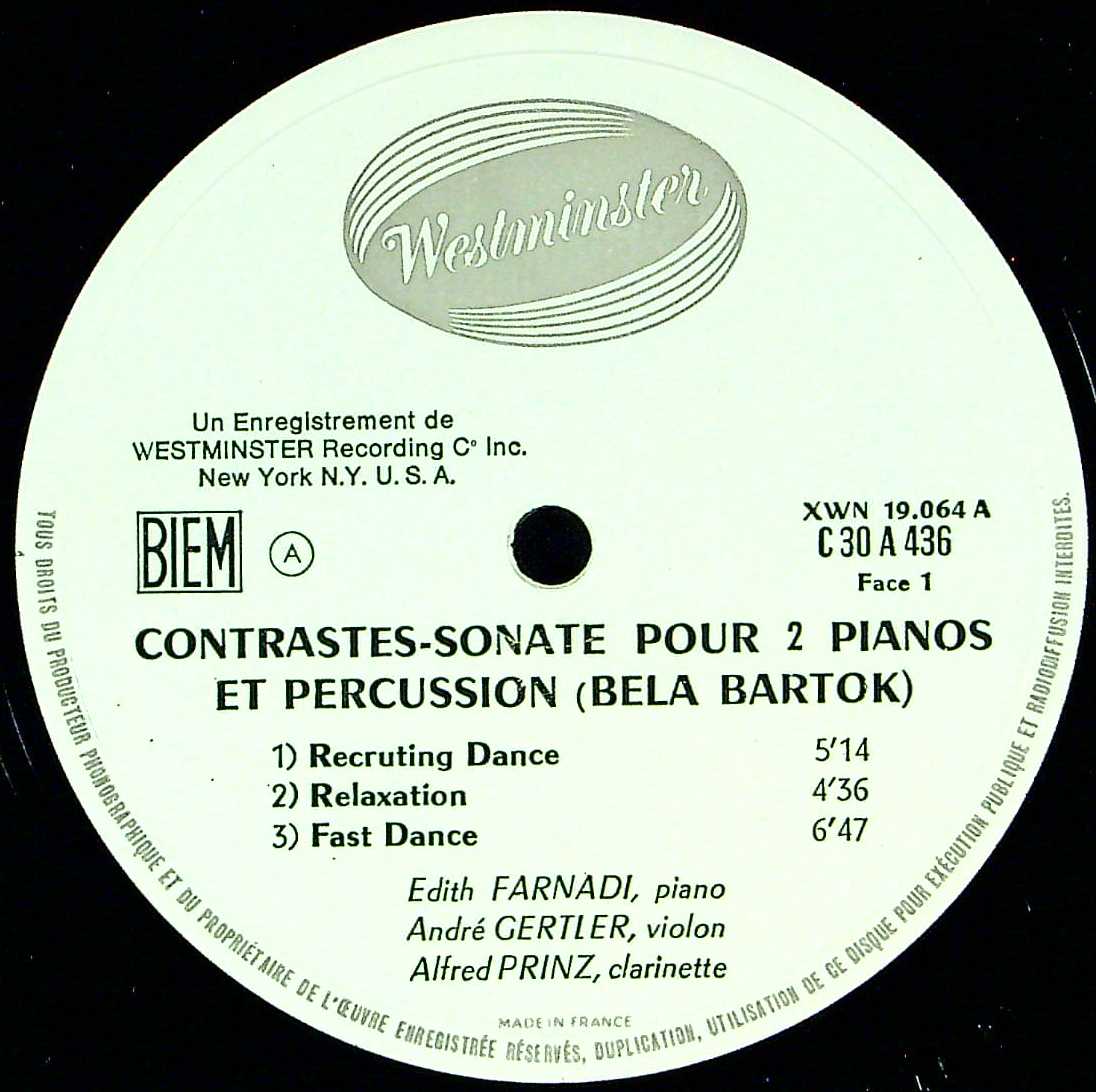 Westminster
Un Enregistrement de
WESTMINSTER Recording Cº Inc.
New York N.Y. U.S.A.
BIEM
A
XWN 19.064 A
C 30 A 436
Face 1
CONTRASTES-SONATE POUR 2 PIANOS
ET PERCUSSION (BELA BARTOK)
1) Recruting Dance 5'14
2) Relaxation 4'36
3) Fast Dance 6'47
Edith FARNADI, piano
André GERTLER, violon
Alfred PRINZ, clarinette
MADE IN FRANCE
TOUS DROITS DU PRODUCTEUR PHONOGRAPHIQUE ET DU PROPRIÉTAIRE DE L'ŒUVRE ENREGISTRÉE RÉSERVÉS, DUPLICATION, UTILISATION DE CE DISQUE POUR EXÉCUTION PUBLIQUE ET RADIODIFFUSION INTERDITES.